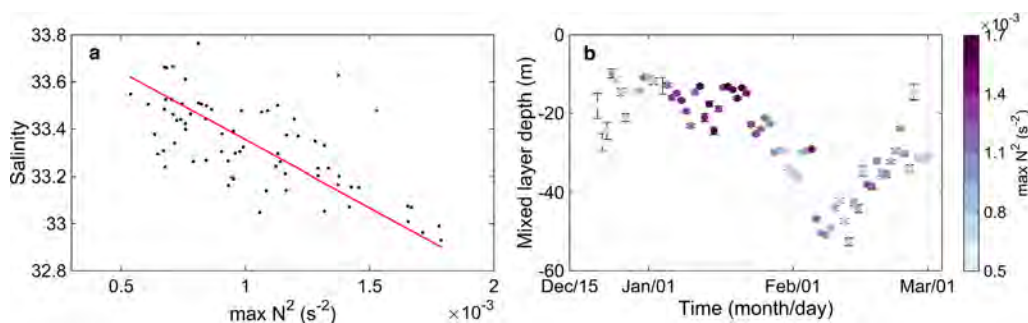 a
33.8
33.6
33.4
33.2
33
32.8
Salinity
0.5
1
1.5
2
×10⁻³
max N² (s⁻²)
b
0
-20
-40
-60
Mixed layer depth (m)
Dec/15
Jan/01
Feb/01
Mar/01
Time (month/day)
×10⁻³
1.7
1.4
1.1
0.8
0.5
max N² (s⁻²)